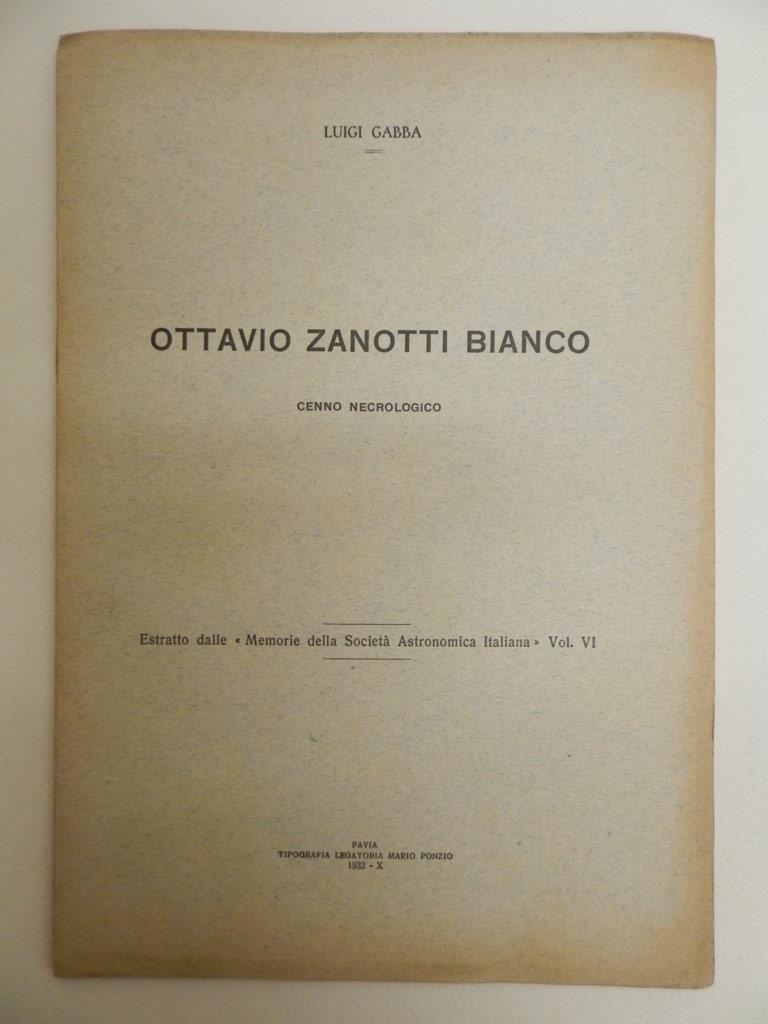 LUIGI GABBA
OTTAVIO ZANOTTI BIANCO
CENNO NECROLOGICO
Estratto dalle « Memorie della Società Astronomica Italiana » Vol. VI
PAVIA
TIPOGRAFIA LEGATORIA MARIO PONZIO
1932 - X